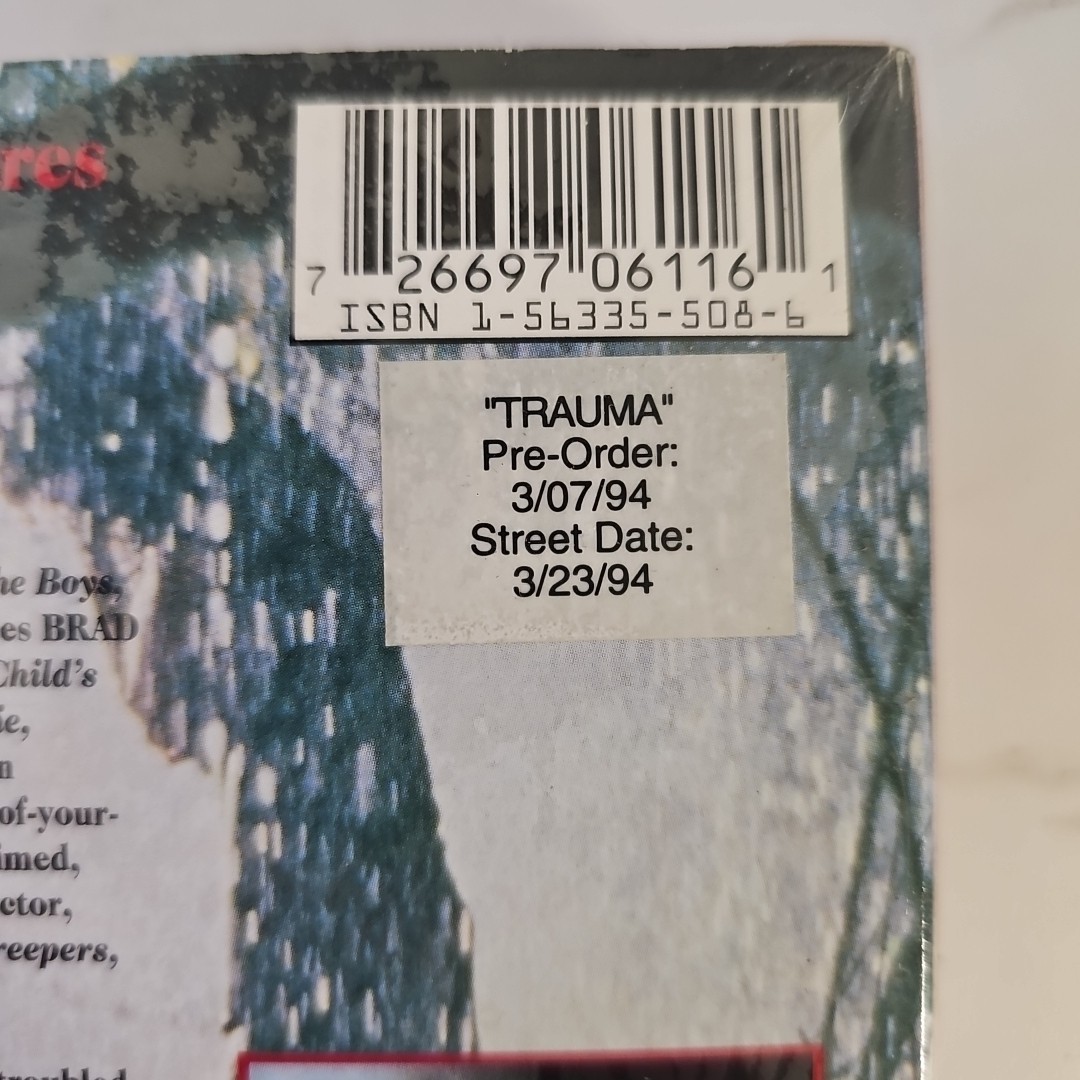 res
7 26697 06116 1
ISBN 1-56335-508-6
"TRAUMA"
Pre-Order:
3/07/94
Street Date:
3/23/94
he Boys,
es BRAD
Child's
ie,
n
of-your-
imed,
ctor,
reepers,
troubled